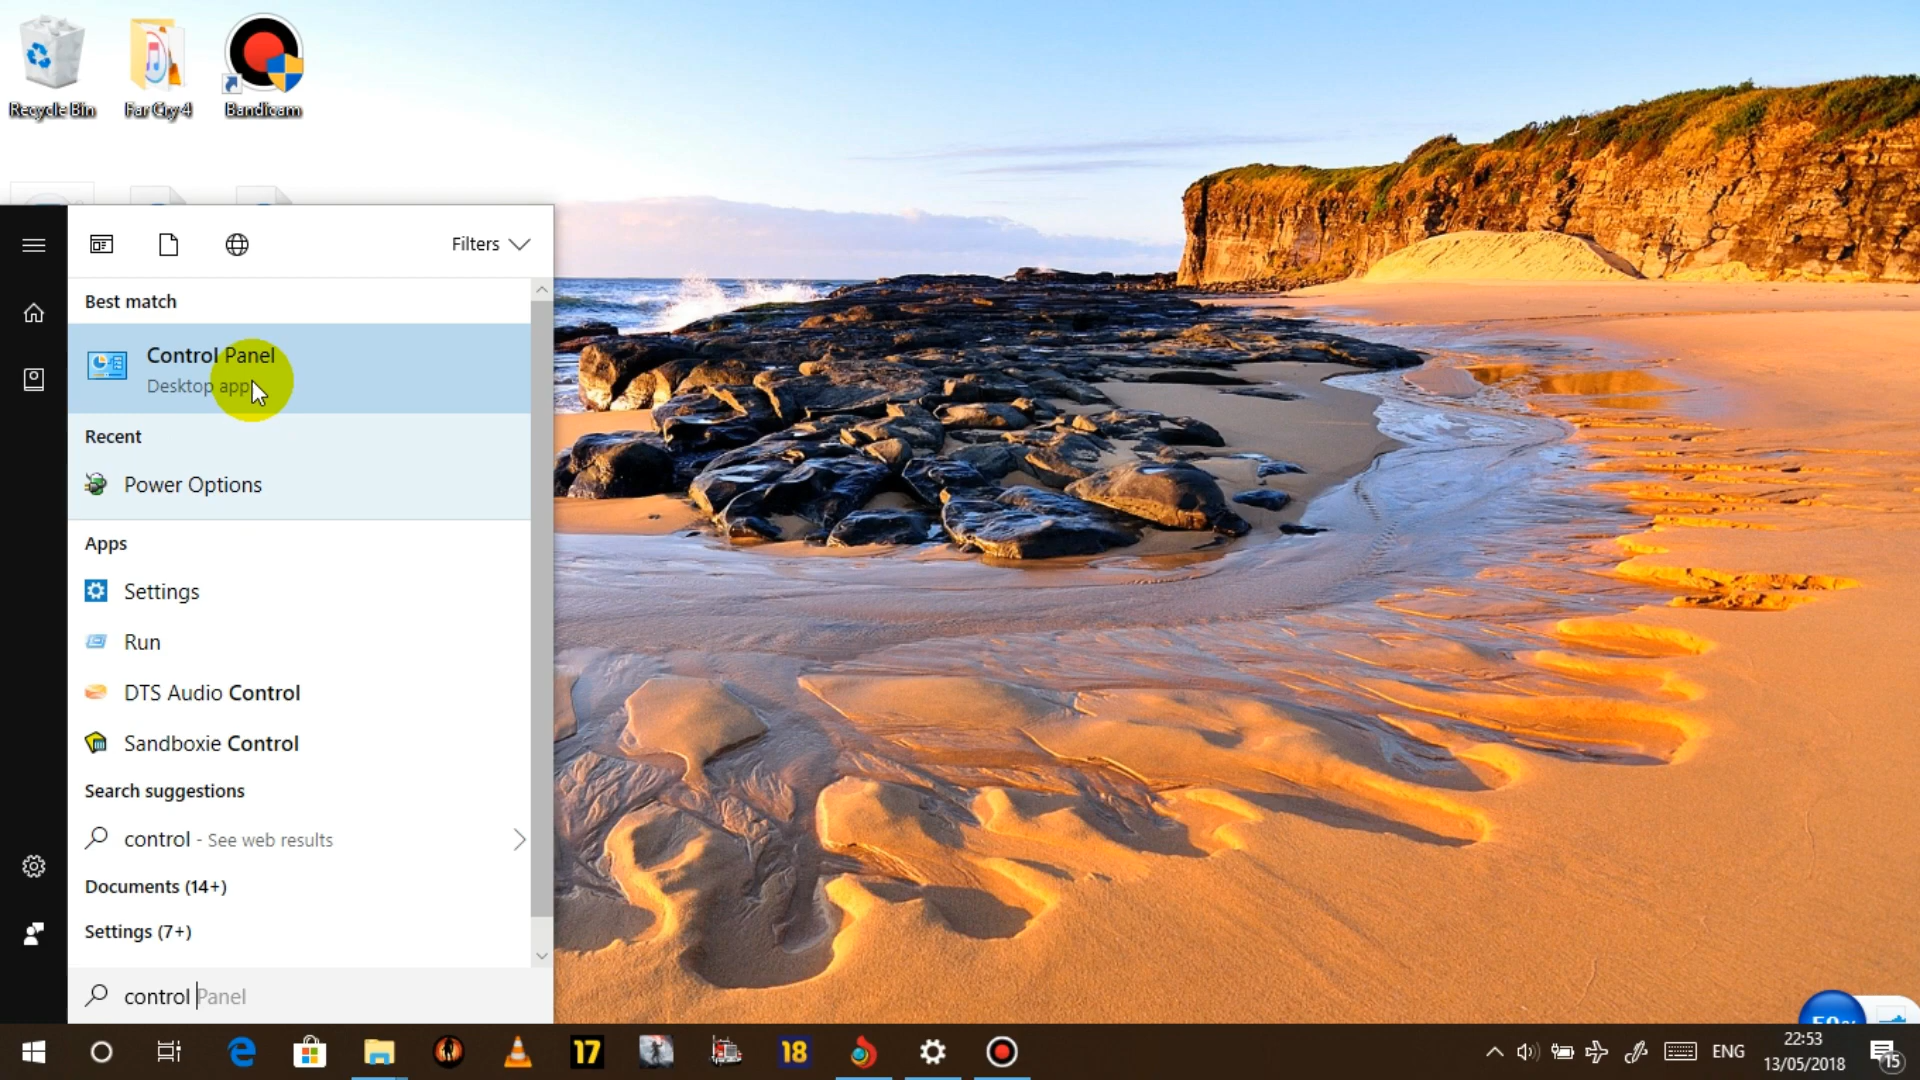 Recycle Bin
Far Cry 4
Bandicam
Filters
Best match
Control Panel
Desktop app
Recent
Power Options
Apps
Settings
Run
DTS Audio Control
Sandboxie Control
Search suggestions
control - See web results
Documents (14+)
Settings (7+)
control Panel
17
18
ENG
22:53
13/05/2018
15